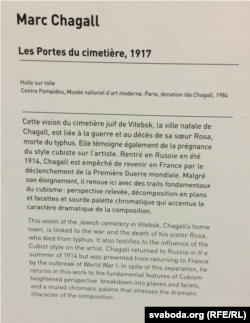 Marc Chagall
Les Portes du cimetière, 1917
Huile sur toile
Centre Pompidou, Musée national d'art moderne, Paris, donation Ida Chagall, 1984
Cette vision du cimetière juif de Vitebsk, la ville natale de
Chagall, est liée à la guerre et au décès de sa sœur Rosa,
morte du typhus. Elle témoigne également de la prégnance
du style cubiste sur l'artiste. Rentré en Russie en été
1914, Chagall est empêché de revenir en France par le
déclenchement de la Première Guerre mondiale. Malgré
son éloignement, il renoue ici avec des traits fondamentaux
du cubisme : perspective relevée, décomposition en plans
et facettes et sourde palette chromatique qui accentue le
caractère dramatique de la composition.
This vision of the Jewish cemetery in Vitebsk, Chagall's home
town, is linked to the war and the death of his sister Rosa,
who died from typhus. It also testifies to the influence of the
Cubist style on the artist. Chagall returned to Russia in the
summer of 1914 but was prevented from returning to France
by the outbreak of World War I. In spite of this separation, he
returns in this work to the fundamental features of Cubism:
heightened perspective, breakdown into planes and facets,
and a muted chromatic palette that stresses the dramatic
character of the composition.
svaboda.org (RFE/RL)